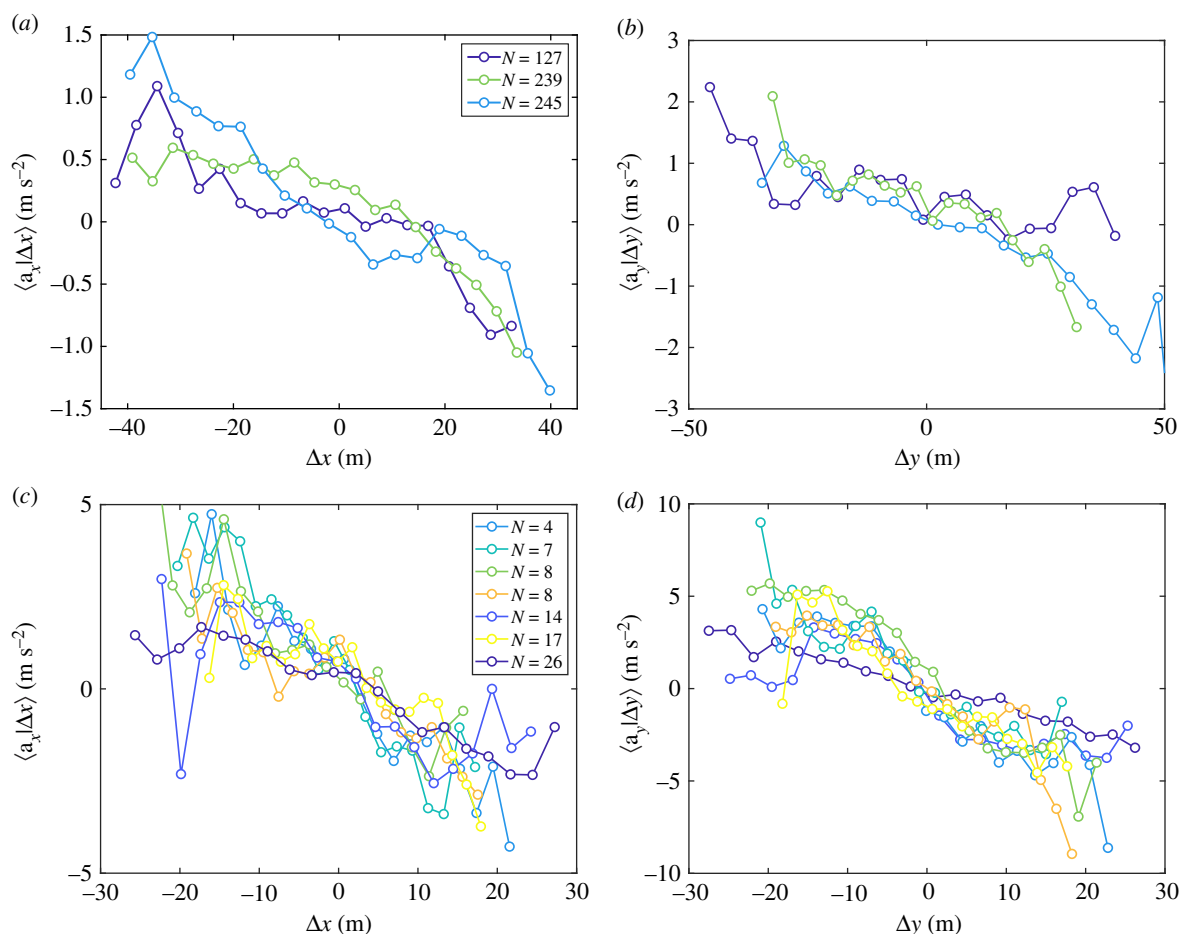 (a)
1.5
1.0
0.5
0
–0.5
–1.0
–1.5
⟨a_x|Δx⟩ (m s⁻²)
N = 127
N = 239
N = 245
–40 –20 0 20 40
Δx (m)
(b)
3
2
1
0
–1
–2
–3
⟨a_y|Δy⟩ (m s⁻²)
–50 0 50
Δy (m)
(c)
5
0
–5
⟨a_x|Δx⟩ (m s⁻²)
N = 4
N = 7
N = 8
N = 8
N = 14
N = 17
N = 26
–30 –20 –10 0 10 20 30
Δx (m)
(d)
10
5
0
–5
–10
⟨a_y|Δy⟩ (m s⁻²)
–30 –20 –10 0 10 20 30
Δy (m)